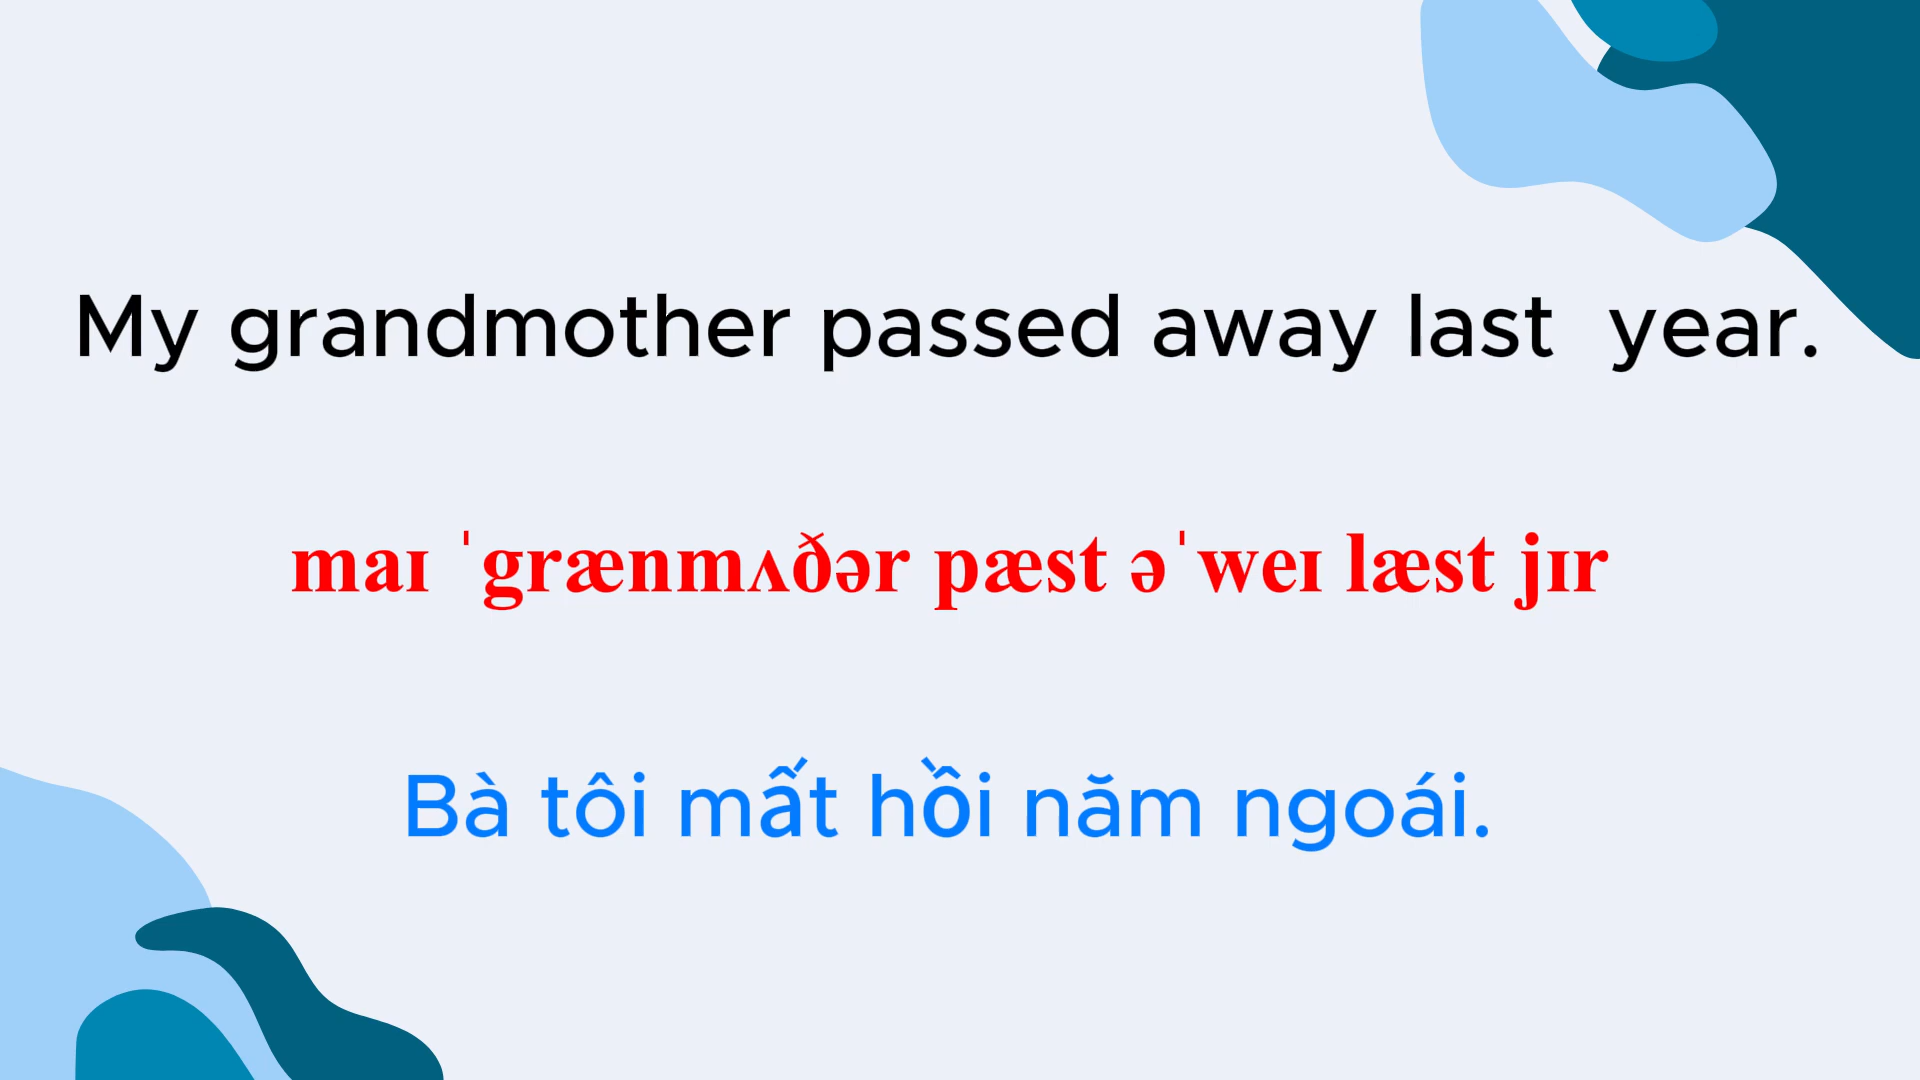 My grandmother passed away last  year.
maɪ ˈgrænmʌðər pæst əˈweɪ læst jɪr
Bà tôi mất hồi năm ngoái.